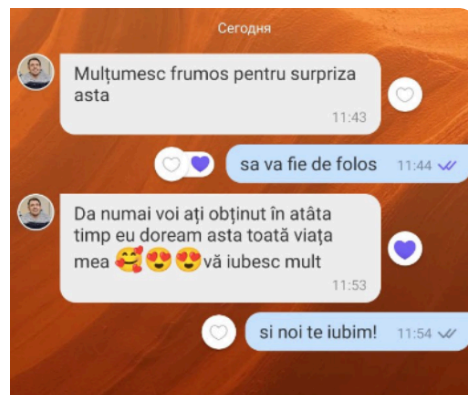 Сегодня
Mulțumesc frumos pentru surpriza
asta
11:43
sa va fie de folos 11:44
Da numai voi ați obținut în atâta
timp eu doream asta toată viața
mea 🥰😍😍vă iubesc mult
11:53
si noi te iubim! 11:54